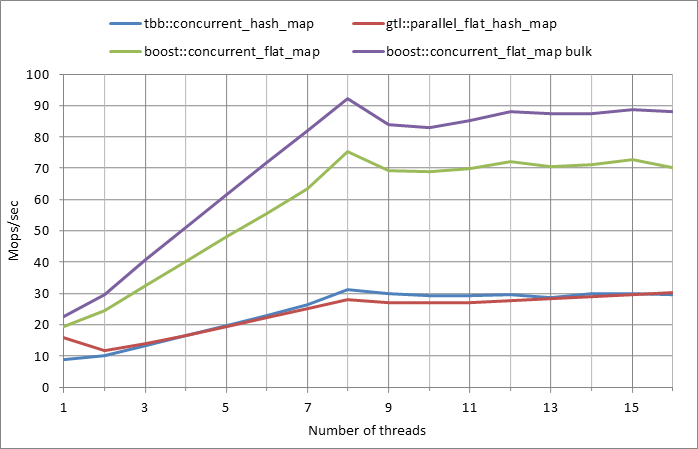 tbb::concurrent_hash_map gtl::parallel_flat_hash_map
boost::concurrent_flat_map boost::concurrent_flat_map bulk
100
90
80
70
60
50
40
30
20
10
0
Mops/sec
1 3 5 7 9 11 13 15
Number of threads